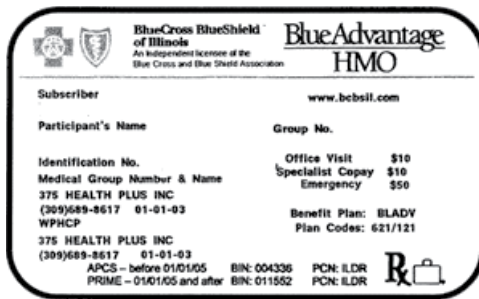 BlueCross BlueShield
of Illinois
An Independent licensee of the
Blue Cross and Blue Shield Association
BlueAdvantage
HMO
Subscriber
www.bcbsil.com
Participant's Name
Group No.
Identification No.
Office Visit $10
Specialist Copay $10
Emergency $50
Medical Group Number & Name
375 HEALTH PLUS INC
(309)689-8617 01-01-03
WPHCP
Benefit Plan: BLADV
Plan Codes: 621/121
375 HEALTH PLUS INC
(309)689-8617 01-01-03
APCS – before 01/01/05 BIN: 004336 PCN: ILDR
PRIME – 01/01/05 and after BIN: 011552 PCN: ILDR
Rx